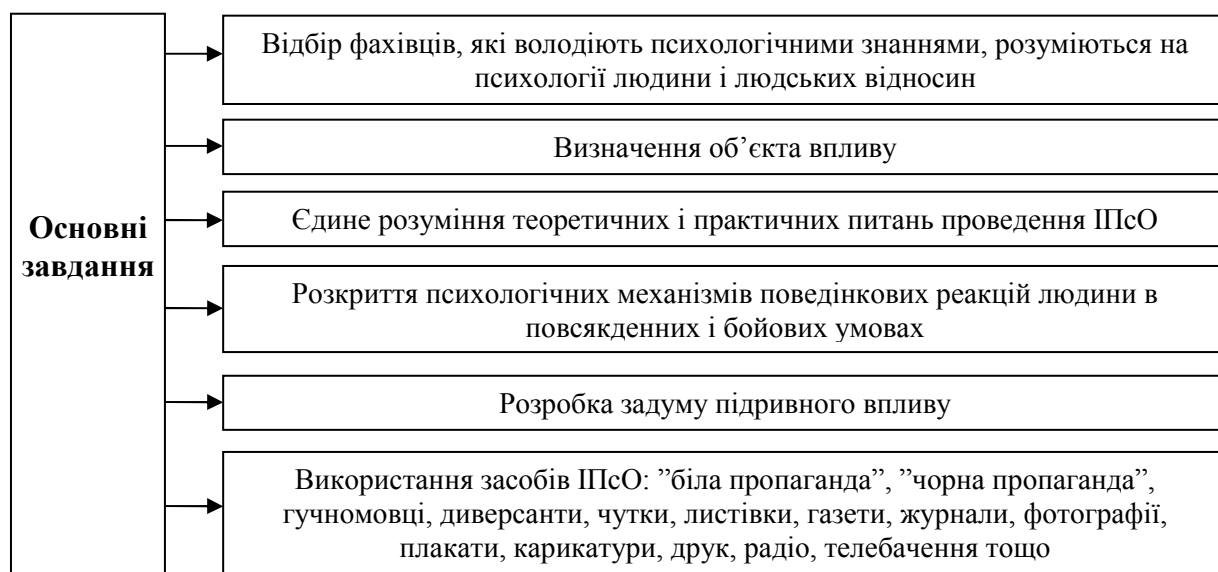 Основні
завдання
Відбір фахівців, які володіють психологічними знаннями, розуміються на
психології людини і людських відносин
Визначення об’єкта впливу
Єдине розуміння теоретичних і практичних питань проведення ІПсО
Розкриття психологічних механізмів поведінкових реакцій людини в
повсякденних і бойових умовах
Розробка задуму підривного впливу
Використання засобів ІПсО: ”біла пропаганда”, ”чорна пропаганда”,
гучномовці, диверсанти, чутки, листівки, газети, журнали, фотографії,
плакати, карикатури, друк, радіо, телебачення тощо